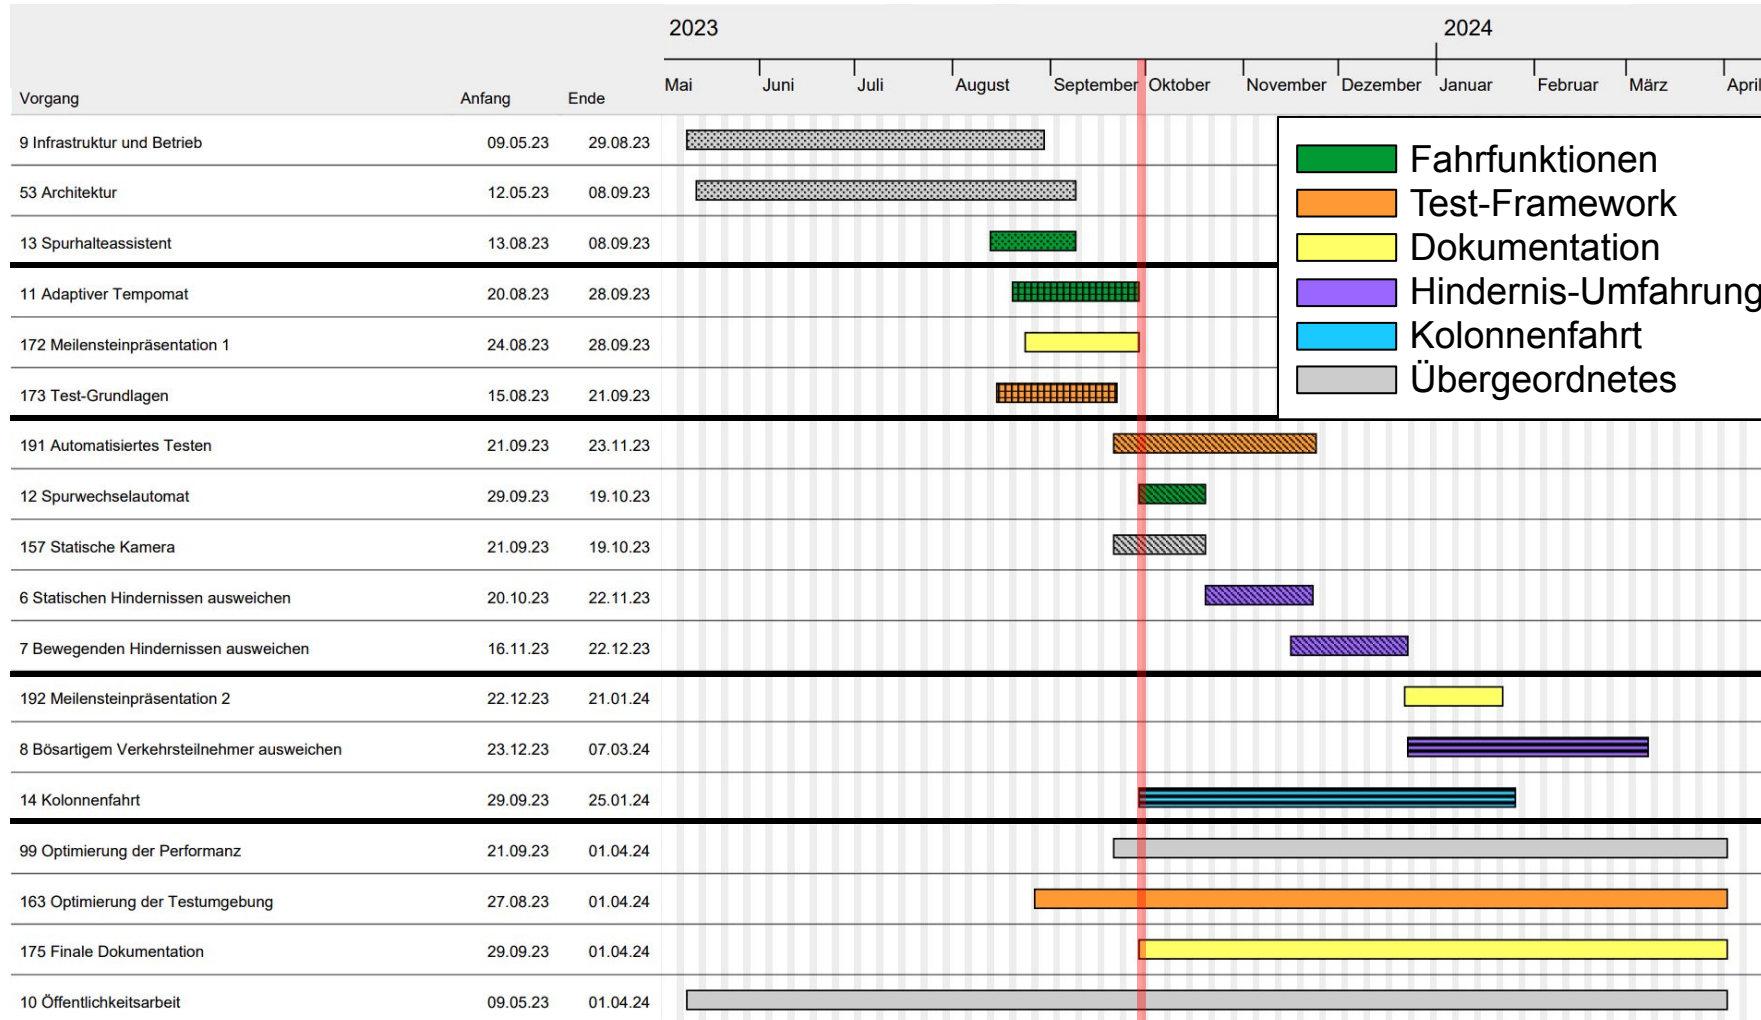 2023 2024
Mai Juni Juli August September Oktober November Dezember Januar Februar März April
Vorgang Anfang Ende
9 Infrastruktur und Betrieb 09.05.23 29.08.23
53 Architektur 12.05.23 08.09.23
13 Spurhalteassistent 13.08.23 08.09.23
11 Adaptiver Tempomat 20.08.23 28.09.23
172 Meilensteinpräsentation 1 24.08.23 28.09.23
173 Test-Grundlagen 15.08.23 21.09.23
191 Automatisiertes Testen 21.09.23 23.11.23
12 Spurwechselautomat 29.09.23 19.10.23
157 Statische Kamera 21.09.23 19.10.23
6 Statischen Hindernissen ausweichen 20.10.23 22.11.23
7 Bewegenden Hindernissen ausweichen 16.11.23 22.12.23
192 Meilensteinpräsentation 2 22.12.23 21.01.24
8 Bösartigem Verkehrsteilnehmer ausweichen 23.12.23 07.03.24
14 Kolonnenfahrt 29.09.23 25.01.24
99 Optimierung der Performanz 21.09.23 01.04.24
163 Optimierung der Testumgebung 27.08.23 01.04.24
175 Finale Dokumentation 29.09.23 01.04.24
10 Öffentlichkeitsarbeit 09.05.23 01.04.24
Fahrfunktionen
Test-Framework
Dokumentation
Hindernis-Umfahrung
Kolonnenfahrt
Übergeordnetes